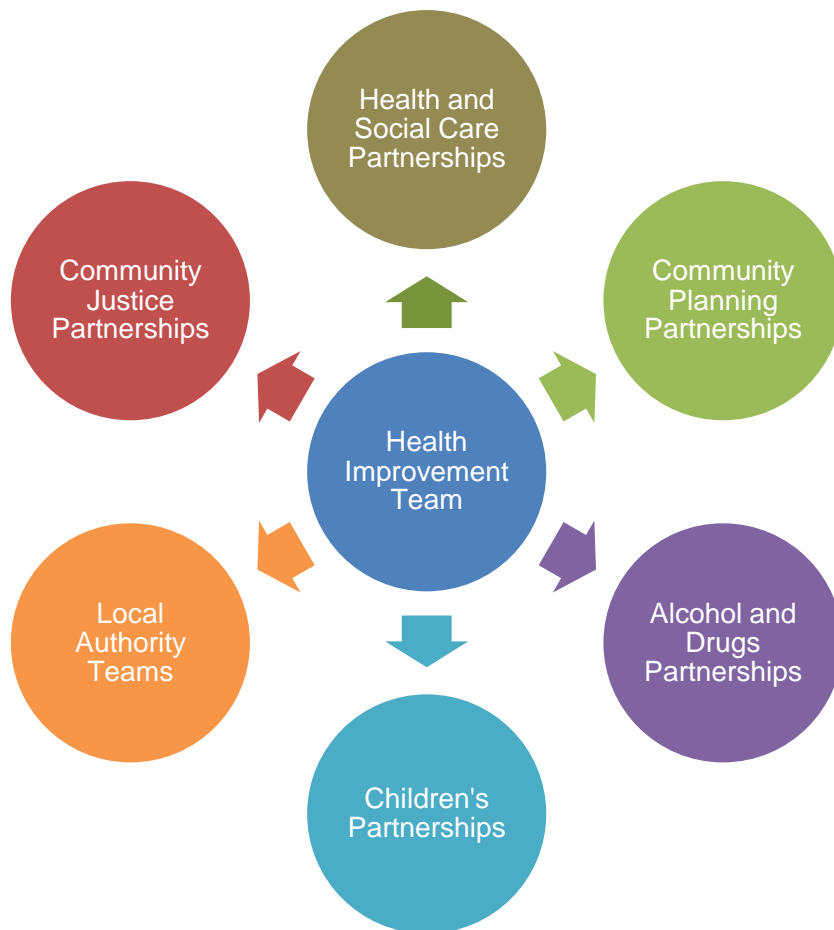 Health and
Social Care
Partnerships
Community
Planning
Partnerships
Alcohol and
Drugs
Partnerships
Children's
Partnerships
Local
Authority
Teams
Community
Justice
Partnerships
Health
Improvement
Team